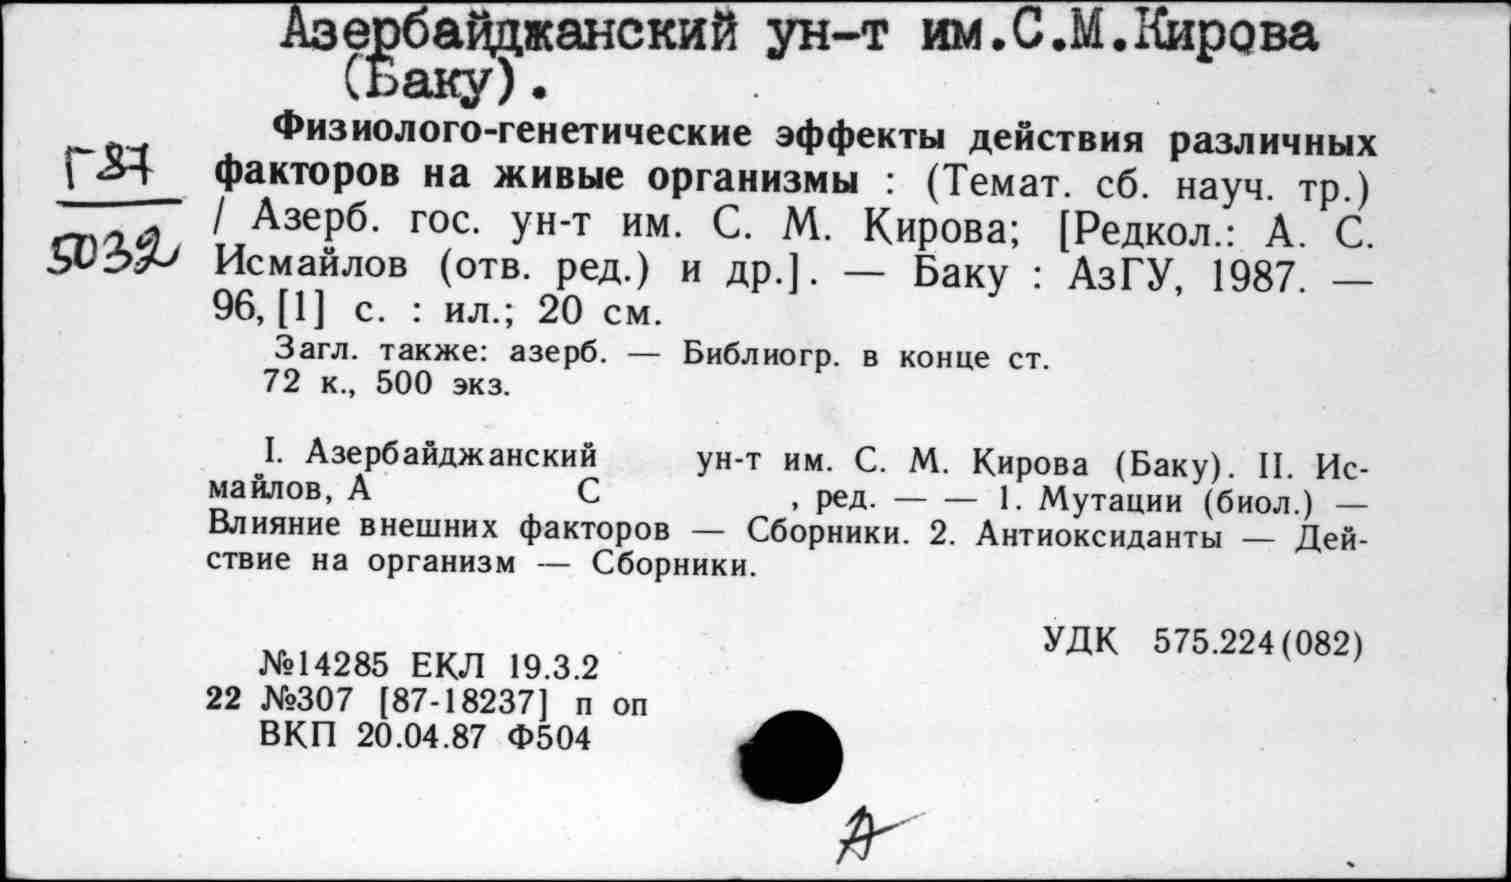 Азербайджанский ун-т им.С.М.Кирова
(Баку).
Физиолого-генетические эффекты действия различных
факторов на живые организмы : (Темат. сб. науч. тр.)
/ Азерб. гос. ун-т им. С. М. Кирова; [Редкол.: А. С.
Исмайлов (отв. ред.) и др.]. — Баку : АзГУ, 1987. —
96, [1] с. : ил.; 20 см.
Загл. также: азерб. — Библиогр. в конце ст.
72 к., 500 экз.
I. Азербайджанский ун-т им. С. М. Кирова (Баку). II. Ис-
майлов, А С , ред. — — 1. Мутации (биол.) —
Влияние внешних факторов — Сборники. 2. Антиоксиданты — Дей-
ствие на организм — Сборники.
УДК 575.224(082)
№14285 ЕКЛ 19.3.2
22 №307 [87-18237] п оп
ВКП 20.04.87 Ф504